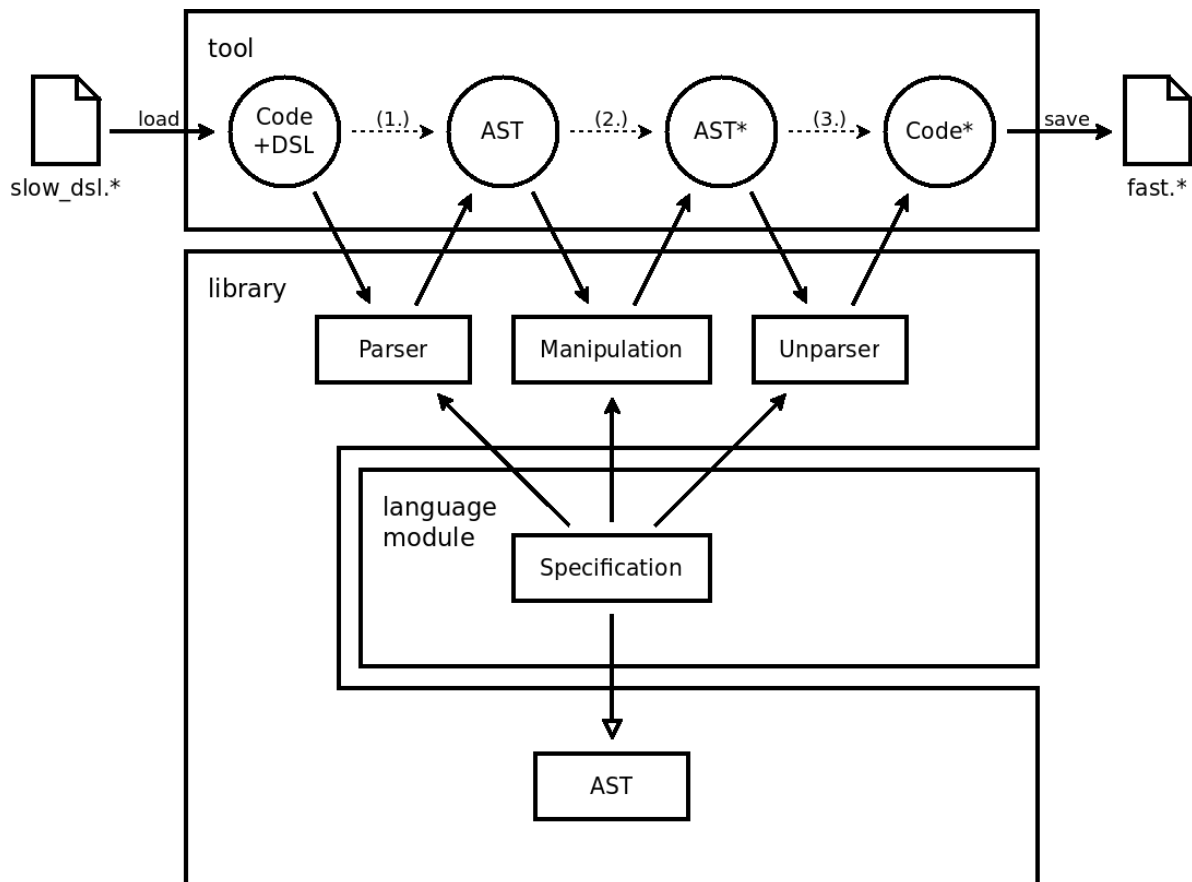 tool
load
Code
+DSL
(1.)
AST
(2.)
AST*
(3.)
Code*
save
slow_dsl.*
fast.*
library
Parser
Manipulation
Unparser
language
module
Specification
AST